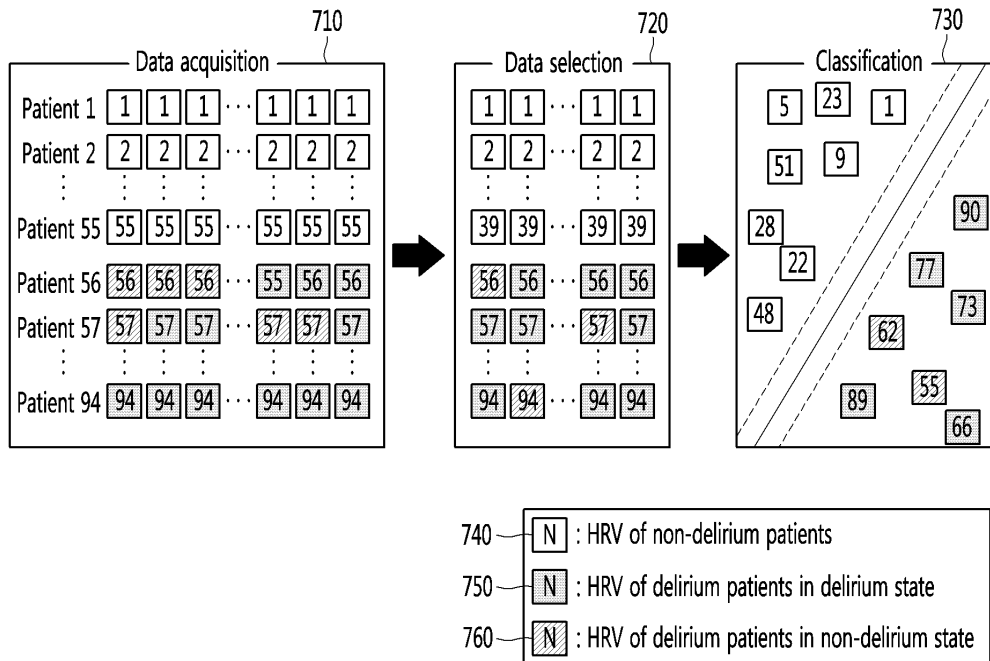 710
720
730
Data acquisition
Data selection
Classification
Patient 1 1 1 1 ··· 1 1 1
Patient 2 2 2 2 ··· 2 2 2
Patient 55 55 55 55 ··· 55 55 55
Patient 56 56 56 56 ··· 55 56 56
Patient 57 57 57 57 ··· 57 57 57
Patient 94 94 94 94 ··· 94 94 94
1 1 ··· 1 1
2 2 ··· 2 2
39 39 ··· 39 39
56 56 ··· 56 56
57 57 ··· 57 57
94 94 ··· 94 94
5 23 1
51 9
28
22
48
90
77
73
62
55
89
66
740 N : HRV of non-delirium patients
750 N : HRV of delirium patients in delirium state
760 N : HRV of delirium patients in non-delirium state